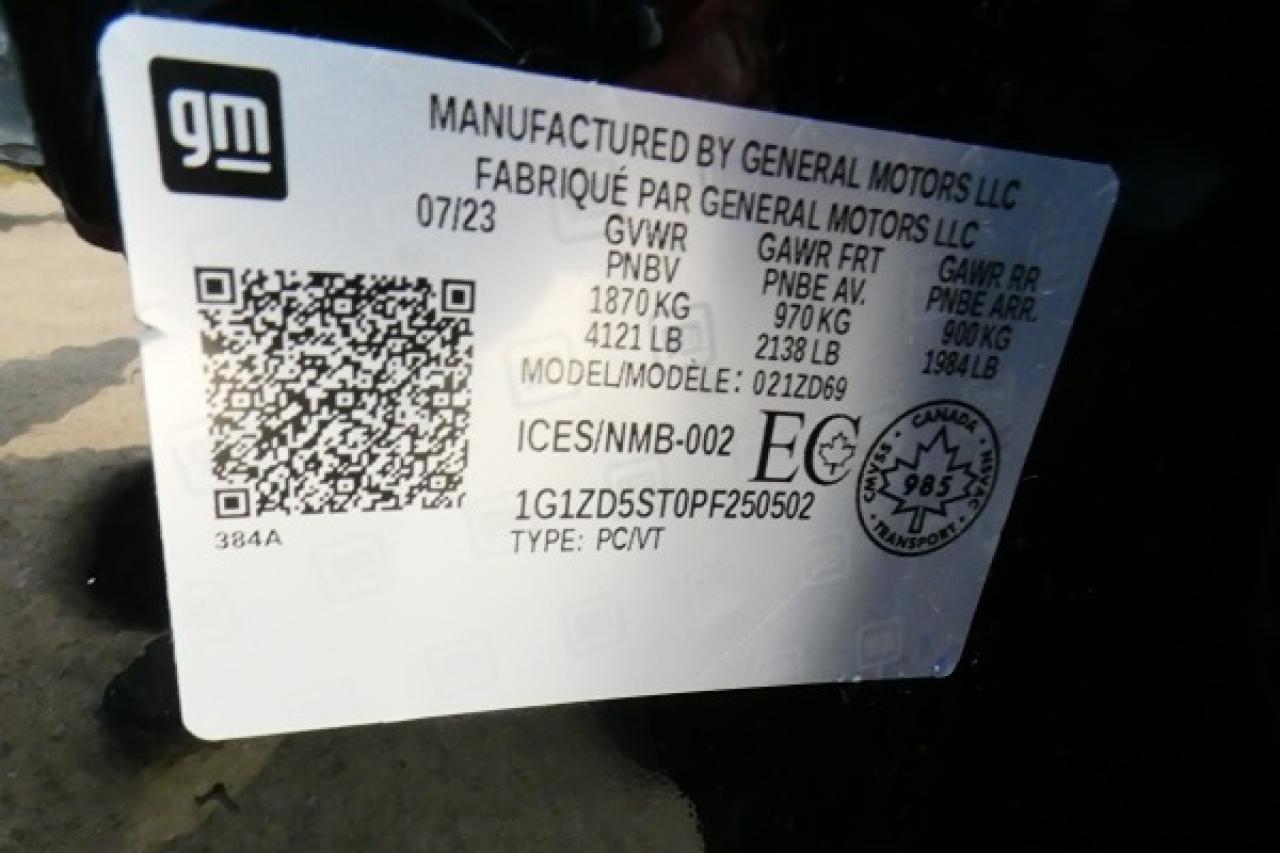 gm
MANUFACTURED BY GENERAL MOTORS LLC
FABRIQUÉ PAR GENERAL MOTORS LLC
07/23
GVWR GAWR FRT GAWR RR
PNBV PNBE AV. PNBE ARR.
1870 KG 970 KG 900 KG
4121 LB 2138 LB 1984 LB
MODEL/MODÈLE: 021ZD69
ICES/NMB-002 EC
CANADA
CMVSS 985 NSVAC
TRANSPORT
1G1ZD5ST0PF250502
384A
TYPE: PC/VT